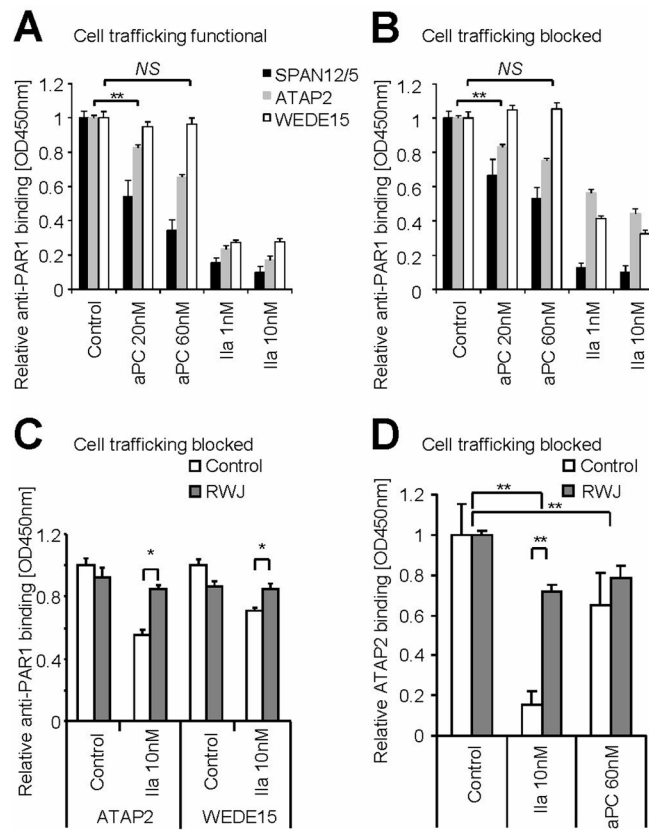 A Cell trafficking functional
Relative anti-PAR1 binding [OD450nm]
1.2
1
0.8
0.6
0.4
0.2
0
NS
**
SPAN12/5
ATAP2
WEDE15
Control
aPC 20nM
aPC 60nM
IIa 1nM
IIa 10nM
B Cell trafficking blocked
Relative anti-PAR1 binding [OD450nm]
1.2
1
0.8
0.6
0.4
0.2
0
NS
**
Control
aPC 20nM
aPC 60nM
IIa 1nM
IIa 10nM
C Cell trafficking blocked
Control
RWJ
Relative anti-PAR1 binding [OD450nm]
1.2
0.9
0.6
0.3
0
*
*
Control
IIa 10nM
Control
IIa 10nM
ATAP2
WEDE15
D Cell trafficking blocked
Control
RWJ
Relative ATAP2 binding [OD450nm]
1.2
1
0.8
0.6
0.4
0.2
0
**
**
**
Control
IIa 10nM
aPC 60nM